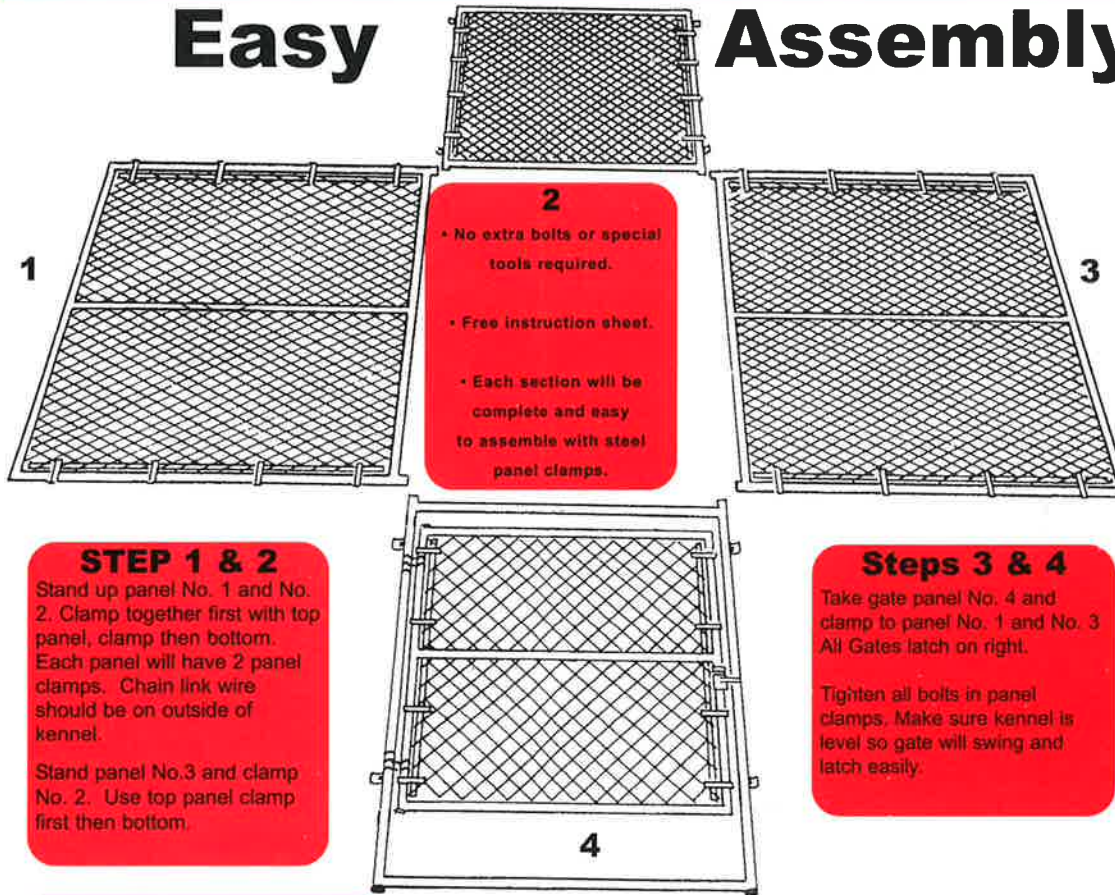 Easy Assembly
1
2
• No extra bolts or special
tools required.
• Free instruction sheet.
• Each section will be
complete and easy
to assemble with steel
panel clamps.
3
STEP 1 & 2
Stand up panel No. 1 and No.
2. Clamp together first with top
panel, clamp then bottom.
Each panel will have 2 panel
clamps. Chain link wire
should be on outside of
kennel.
Stand panel No.3 and clamp
No. 2. Use top panel clamp
first then bottom.
4
Steps 3 & 4
Take gate panel No. 4 and
clamp to panel No. 1 and No. 3
All Gates latch on right.
Tighten all bolts in panel
clamps. Make sure kennel is
level so gate will swing and
latch easily.